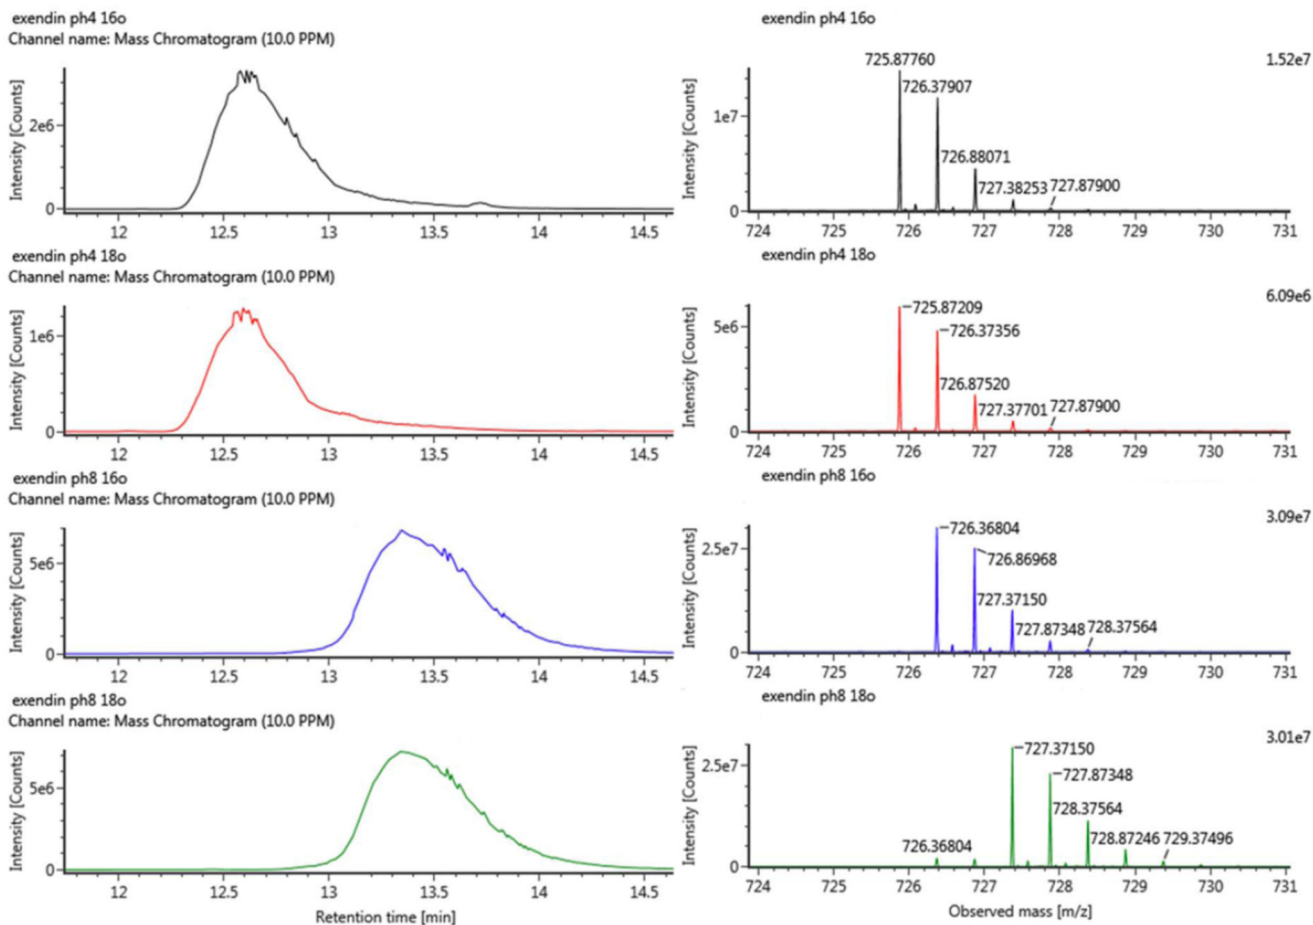 exendin ph4 16o
Channel name: Mass Chromatogram (10.0 PPM)
Intensity [Counts]
2e6
0
12
12.5
13
13.5
14
14.5
exendin ph4 16o
1.52e7
725.87760
726.37907
726.88071
727.38253
727.87900
Intensity [Counts]
1e7
0
724
725
726
727
728
729
730
731
exendin ph4 18o
Channel name: Mass Chromatogram (10.0 PPM)
Intensity [Counts]
1e6
0
12
12.5
13
13.5
14
14.5
exendin ph4 18o
6.09e6
725.87209
726.37356
726.87520
727.37701
727.87900
Intensity [Counts]
5e6
0
724
725
726
727
728
729
730
731
exendin ph8 16o
Channel name: Mass Chromatogram (10.0 PPM)
Intensity [Counts]
5e6
0
12
12.5
13
13.5
14
14.5
exendin ph8 16o
3.09e7
726.36804
726.86968
727.37150
727.87348
728.37564
Intensity [Counts]
2.5e7
0
724
725
726
727
728
729
730
731
exendin ph8 18o
Channel name: Mass Chromatogram (10.0 PPM)
Intensity [Counts]
5e6
0
12
12.5
13
13.5
14
14.5
Retention time [min]
exendin ph8 18o
3.01e7
727.37150
727.87348
728.37564
728.87246
729.37496
726.36804
Intensity [Counts]
2.5e7
0
724
725
726
727
728
729
730
731
Observed mass [m/z]